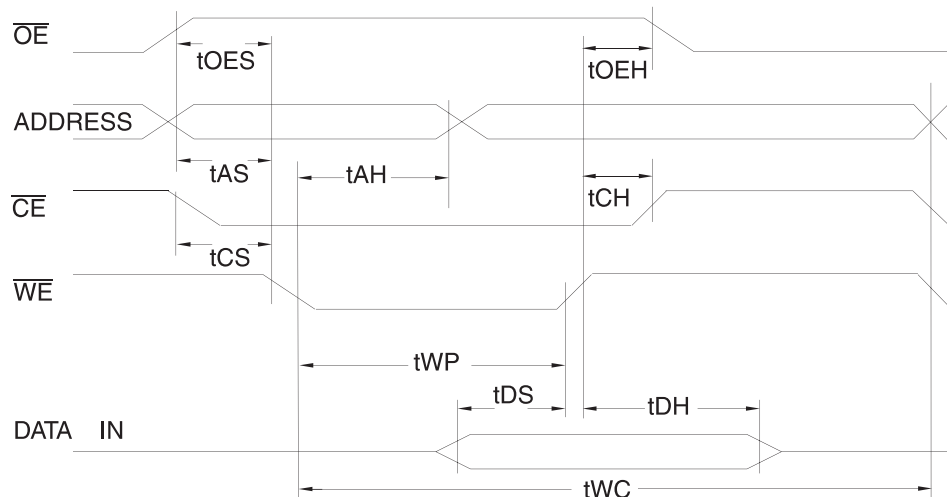 OE
tOES
tOEH
ADDRESS
tAS
tAH
tCH
CE
tCS
WE
tWP
tDS
tDH
DATA IN
tWC